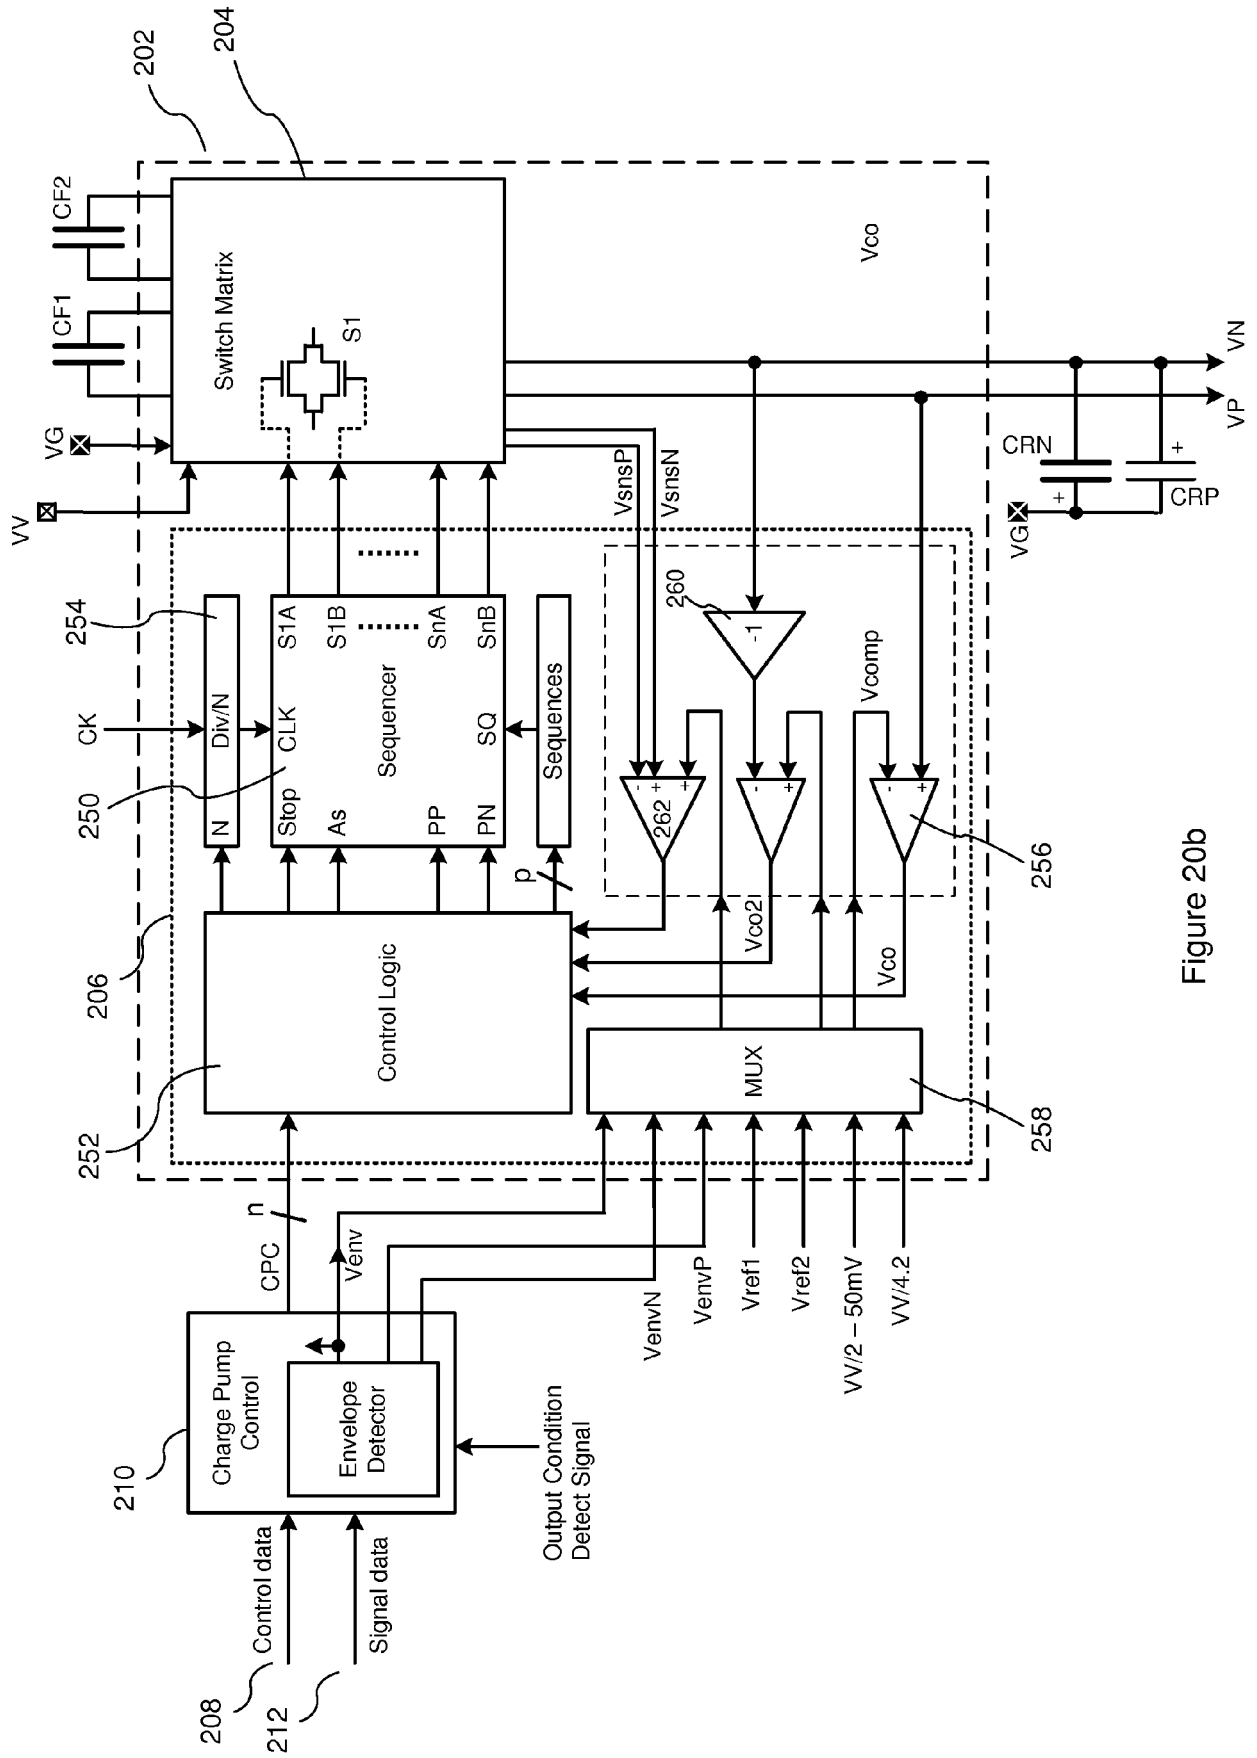 202
204
CF1
CF2
VG
VV
Switch Matrix
S1
Vco
VN
VP
CRN
+
VG
+
CRP
CK
254
250
206
252
N
Div/N
Stop
CLK
S1A
As
S1B
Sequencer
PP
SnA
PN
SQ
SnB
Sequences
p
Control Logic
VsnsP
VsnsN
260
-1
262
-
+
+
-
+
-
+
Vcomp
Vco2
Vco
256
MUX
258
n
CPC
Venv
VenvN
VenvP
Vref1
Vref2
VV/2 – 50mV
VV/4.2
210
Charge Pump
Control
Envelope
Detector
Output Condition
Detect Signal
208
Control data
212
Signal data
Figure 20b